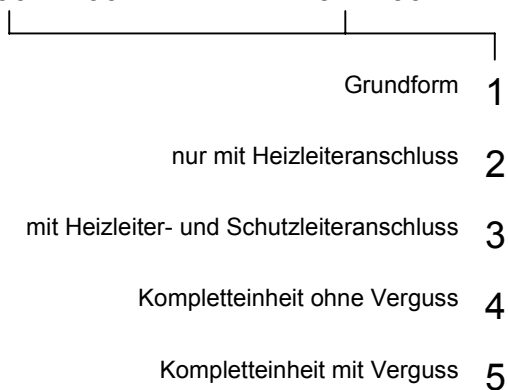 Grundform 1
nur mit Heizleiteranschluss 2
mit Heizleiter- und Schutzleiteranschluss 3
Kompletteinheit ohne Verguss 4
Kompletteinheit mit Verguss 5